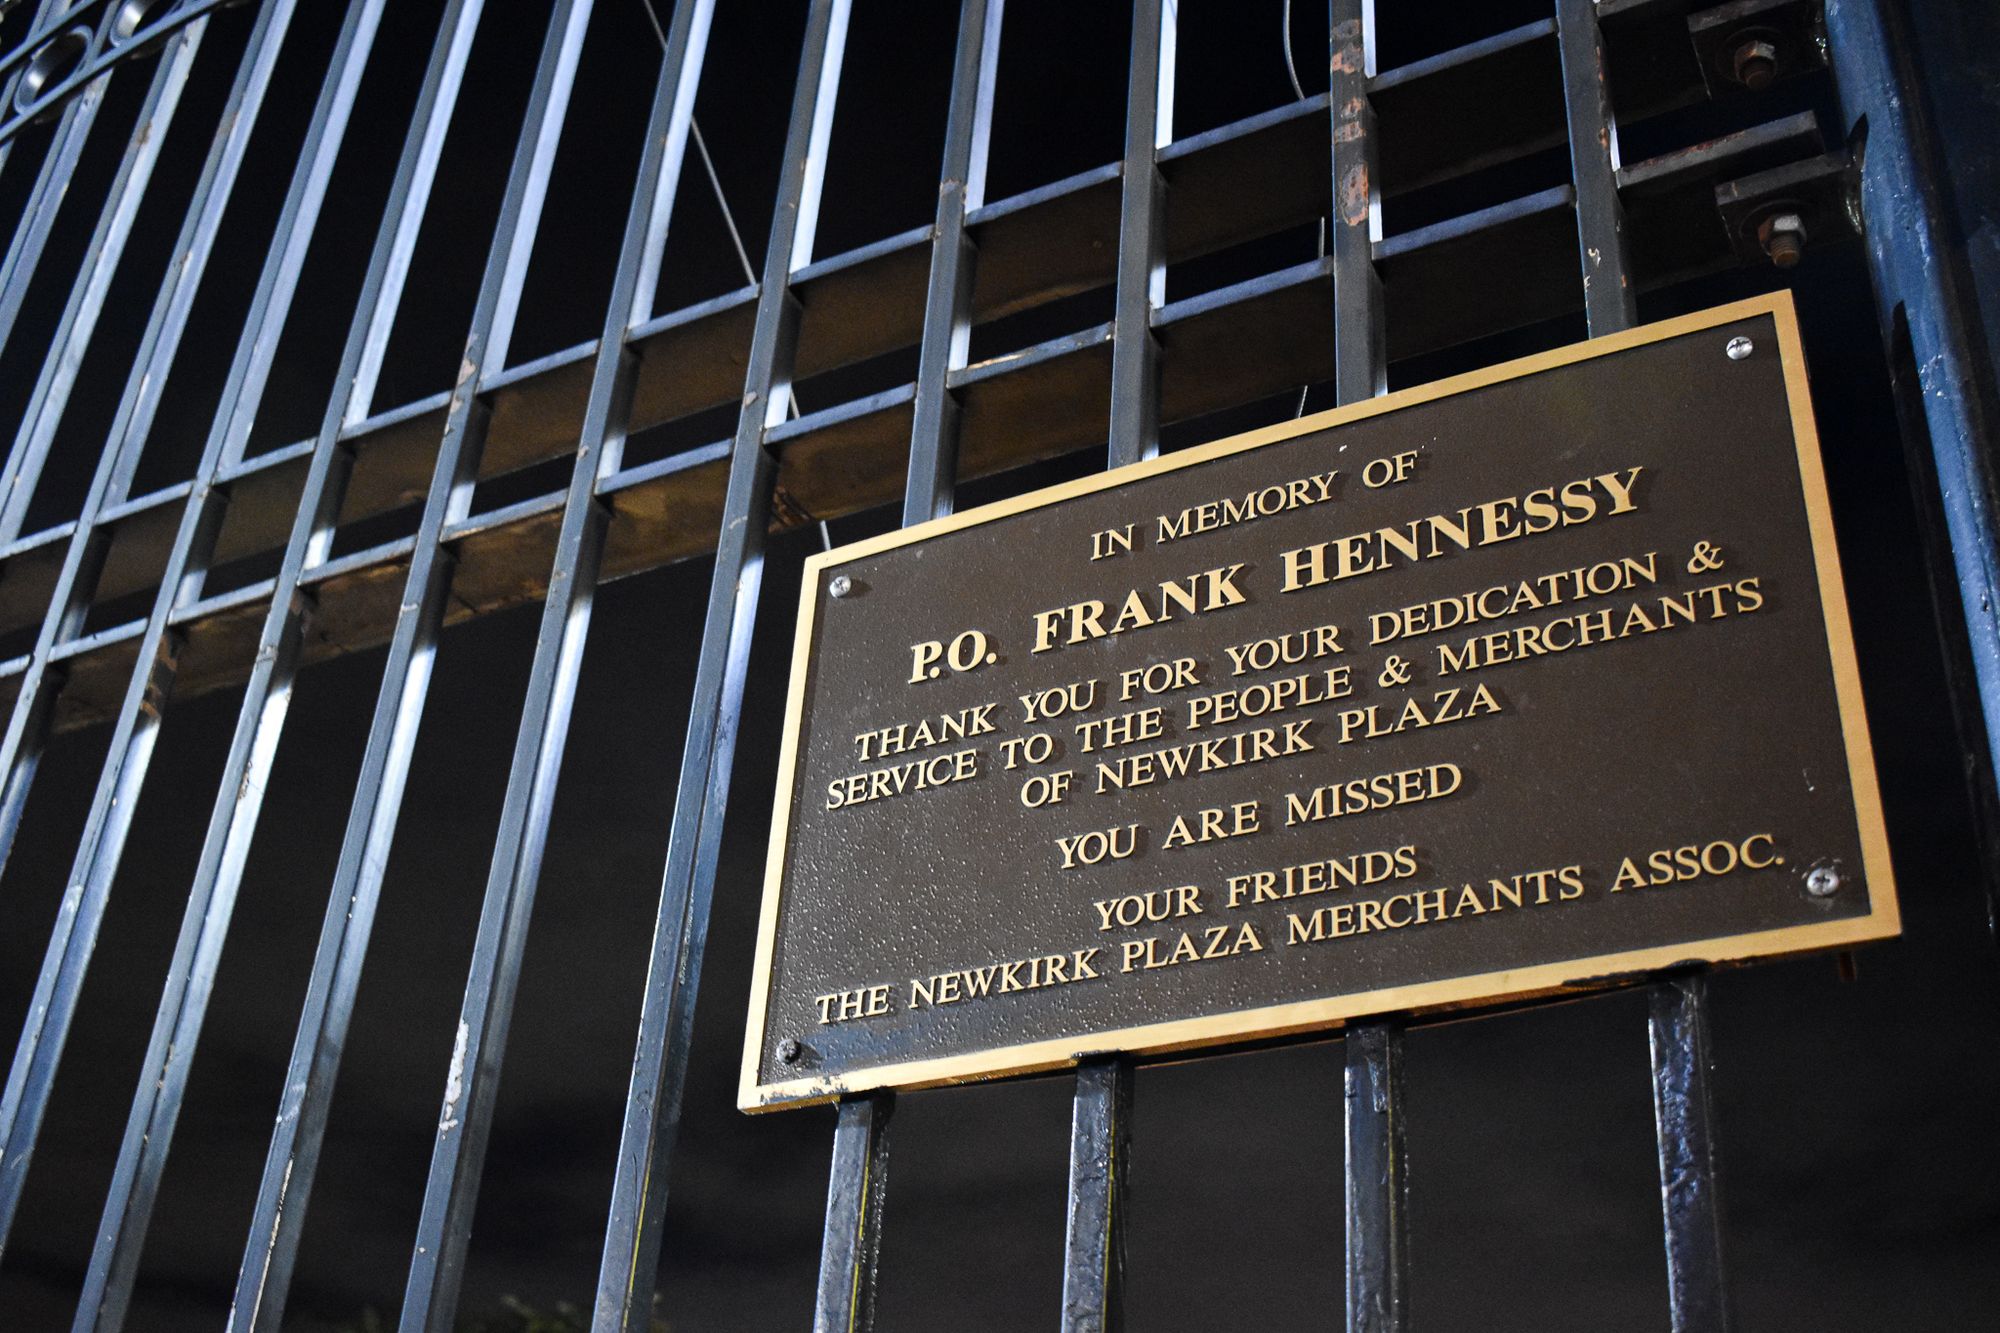 IN MEMORY OF
P.O. FRANK HENNESSY
THANK YOU FOR YOUR DEDICATION &
SERVICE TO THE PEOPLE & MERCHANTS
OF NEWKIRK PLAZA
YOU ARE MISSED
YOUR FRIENDS
THE NEWKIRK PLAZA MERCHANTS ASSOC.